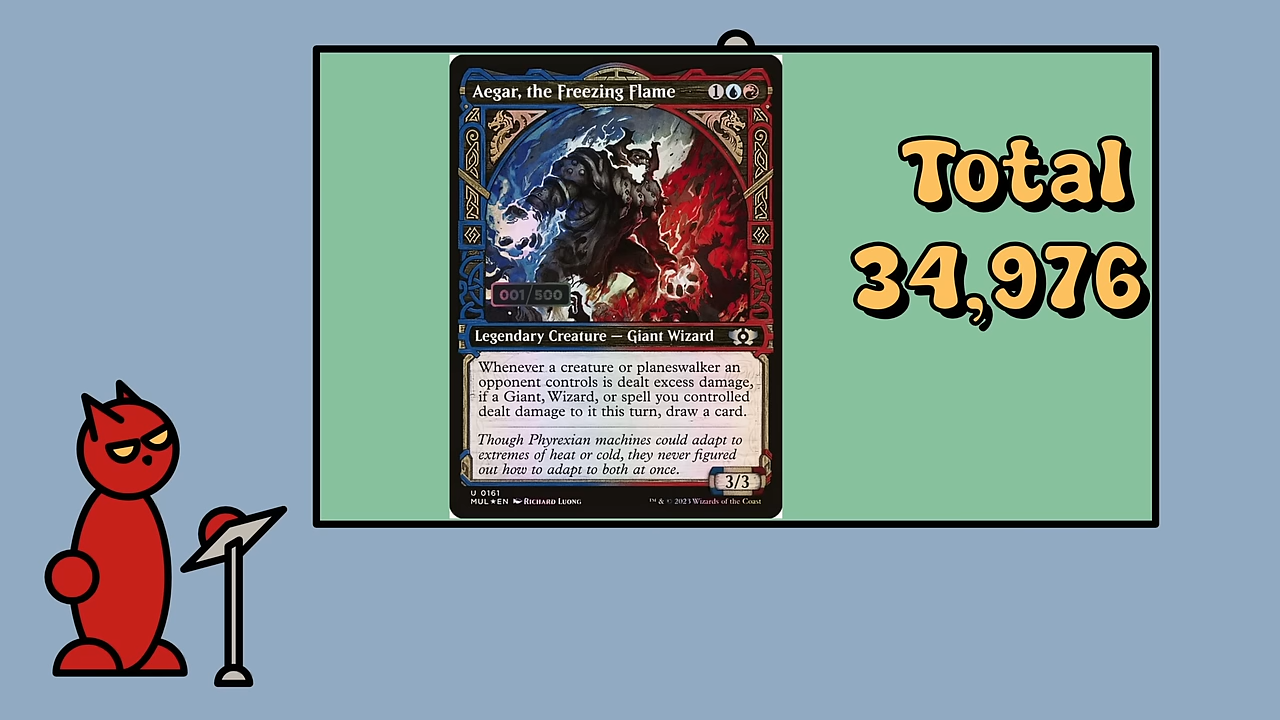 Aegar, the Freezing Flame 1
001/500
Legendary Creature — Giant Wizard
Whenever a creature or planeswalker an
opponent controls is dealt excess damage,
if a Giant, Wizard, or spell you controlled
dealt damage to it this turn, draw a card.
Though Phyrexian machines could adapt to
extremes of heat or cold, they never figured
out how to adapt to both at once.
3/3
U 0161
MUL★EN Richard Luong
™ & © 2023 Wizards of the Coast
Total
34,976